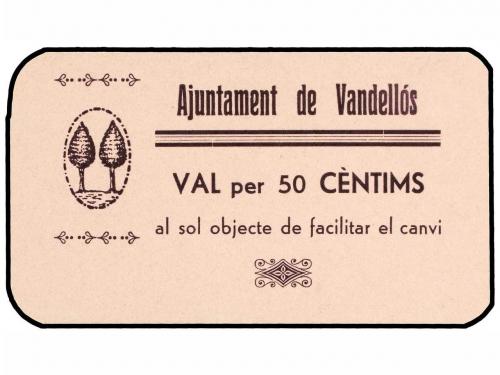 Ajuntament de Vandellós
VAL per 50 CÈNTIMS
al sol objecte de facilitar el canvi